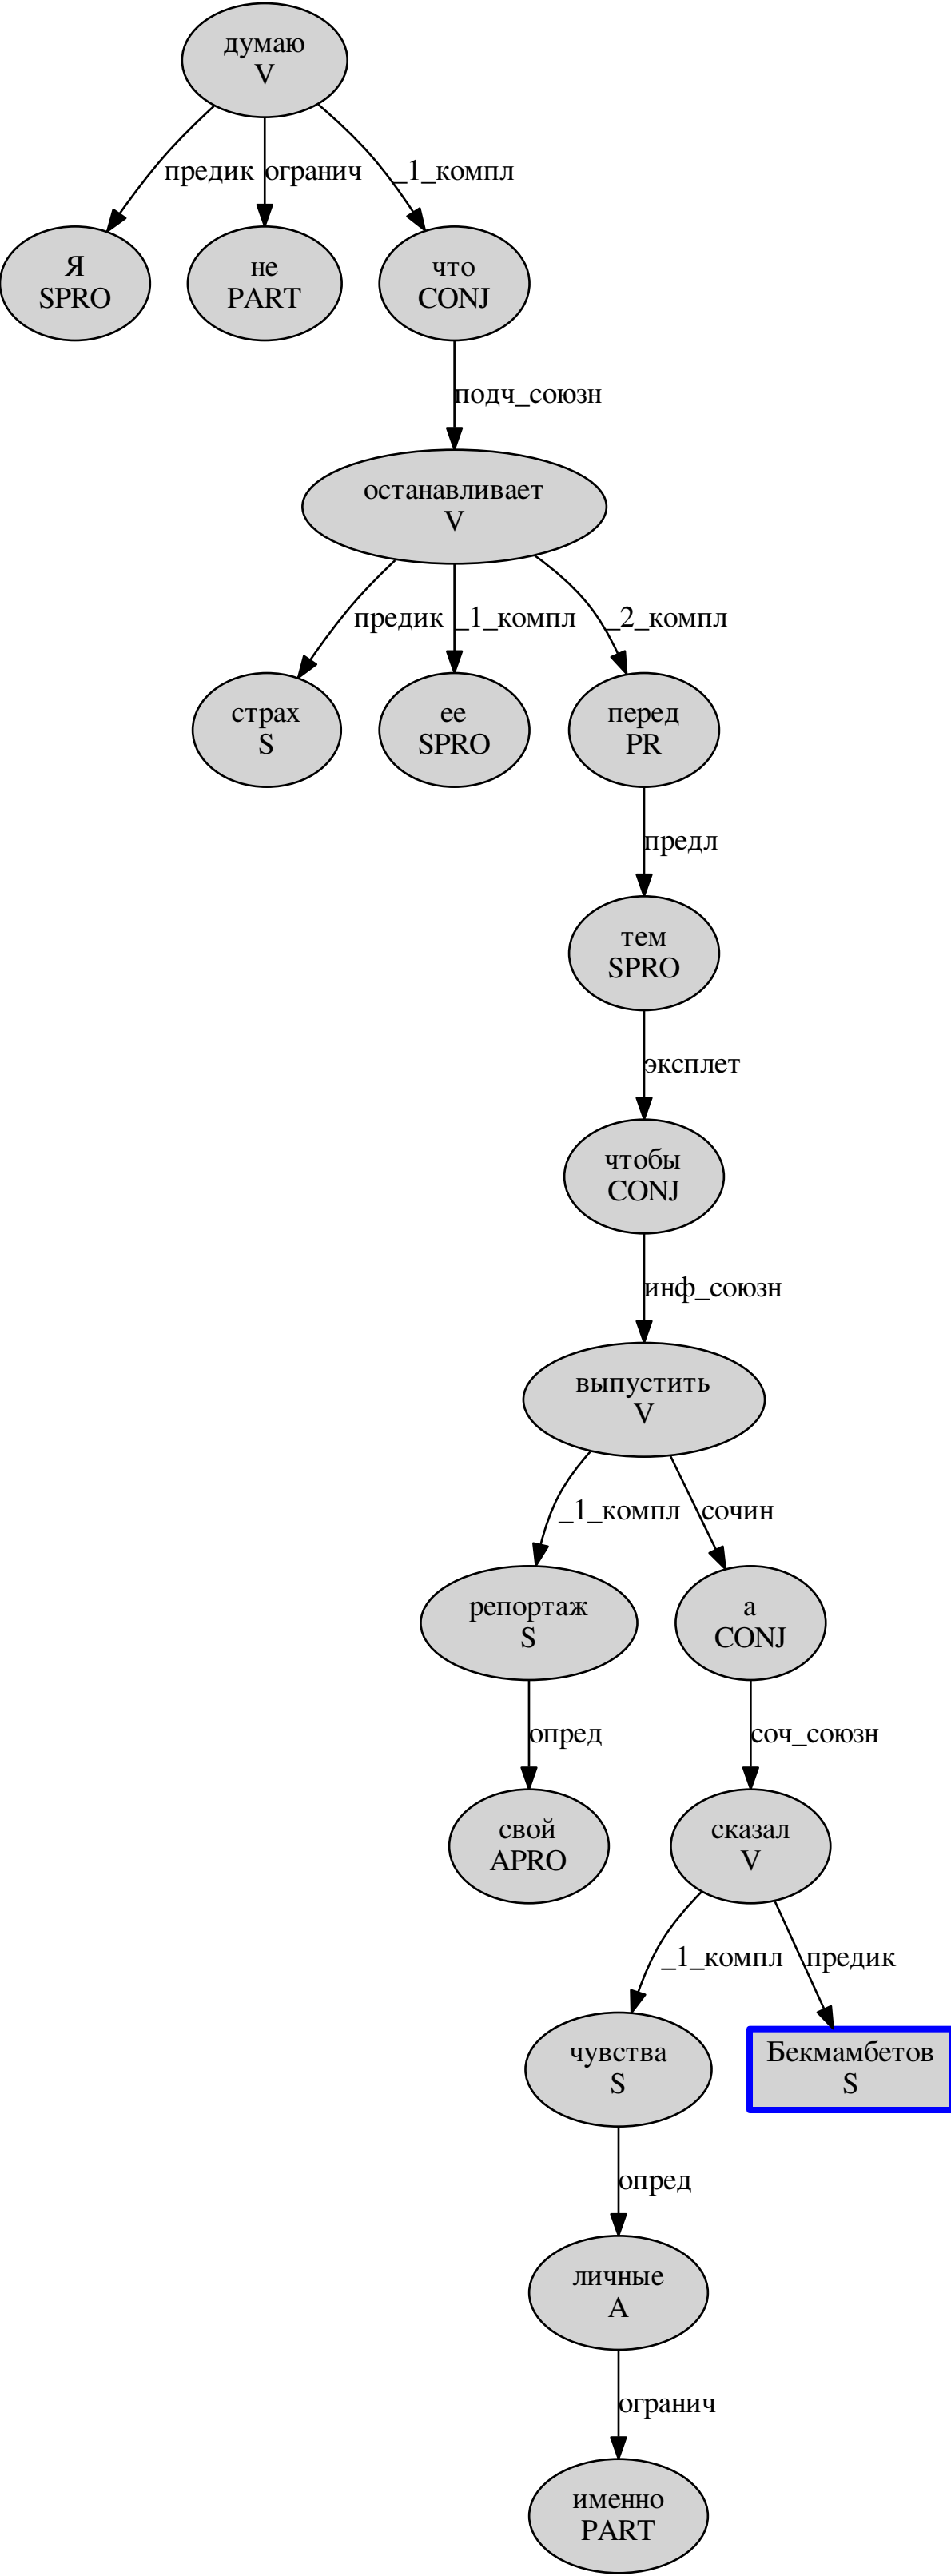 думаю
V
предик
огранич
_1_компл
Я
SPRO
не
PART
что
CONJ
подч_союзн
останавливает
V
предик
_1_компл
_2_компл
страх
S
ее
SPRO
перед
PR
предл
тем
SPRO
эксплет
чтобы
CONJ
инф_союзн
выпустить
V
_1_компл
сочин
репортаж
S
а
CONJ
опред
соч_союзн
свой
APRO
сказал
V
_1_компл
предик
чувства
S
Бекмамбетов
S
опред
личные
A
огранич
именно
PART